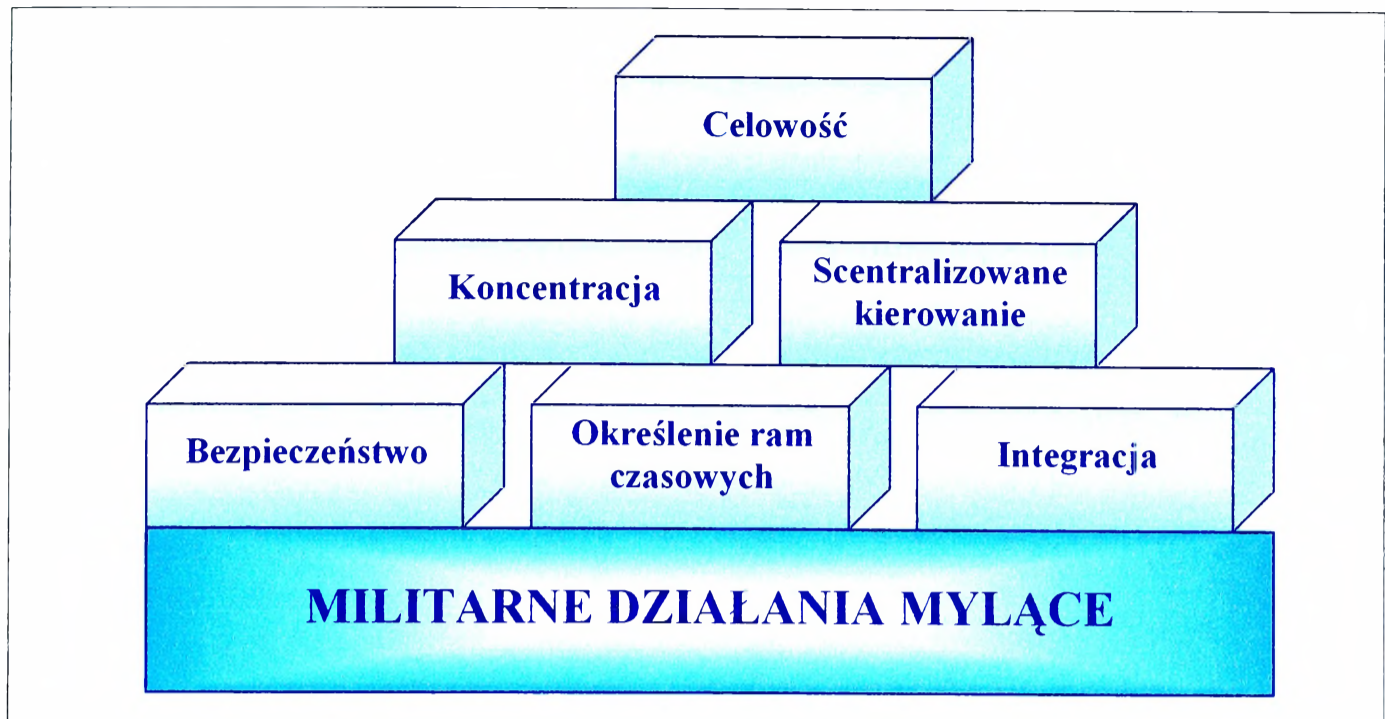 Celowość
Koncentracja
Scentralizowane
kierowanie
Bezpieczeństwo
Określenie ram
czasowych
Integracja
MILITARNE DZIAŁANIA MYLĄCE